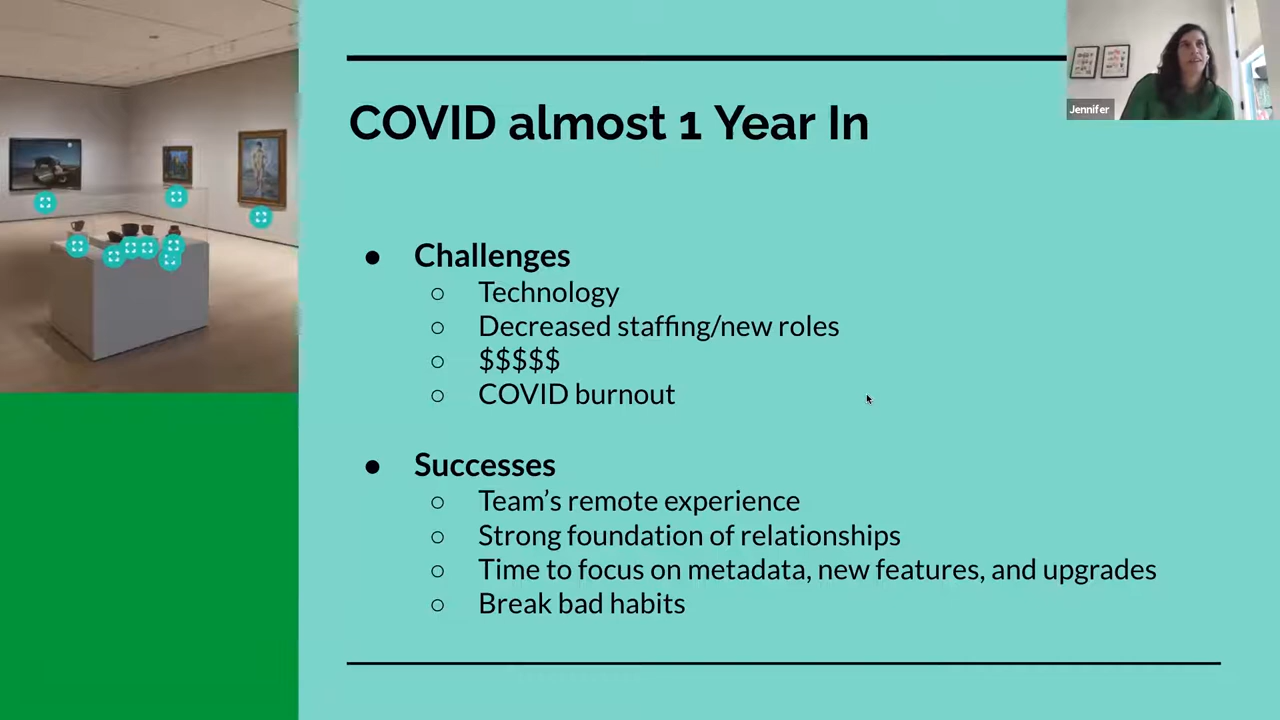 COVID almost 1 Year In
Jennifer
● Challenges
○ Technology
○ Decreased staffing/new roles
○ $$$$$
○ COVID burnout
● Successes
○ Team’s remote experience
○ Strong foundation of relationships
○ Time to focus on metadata, new features, and upgrades
○ Break bad habits